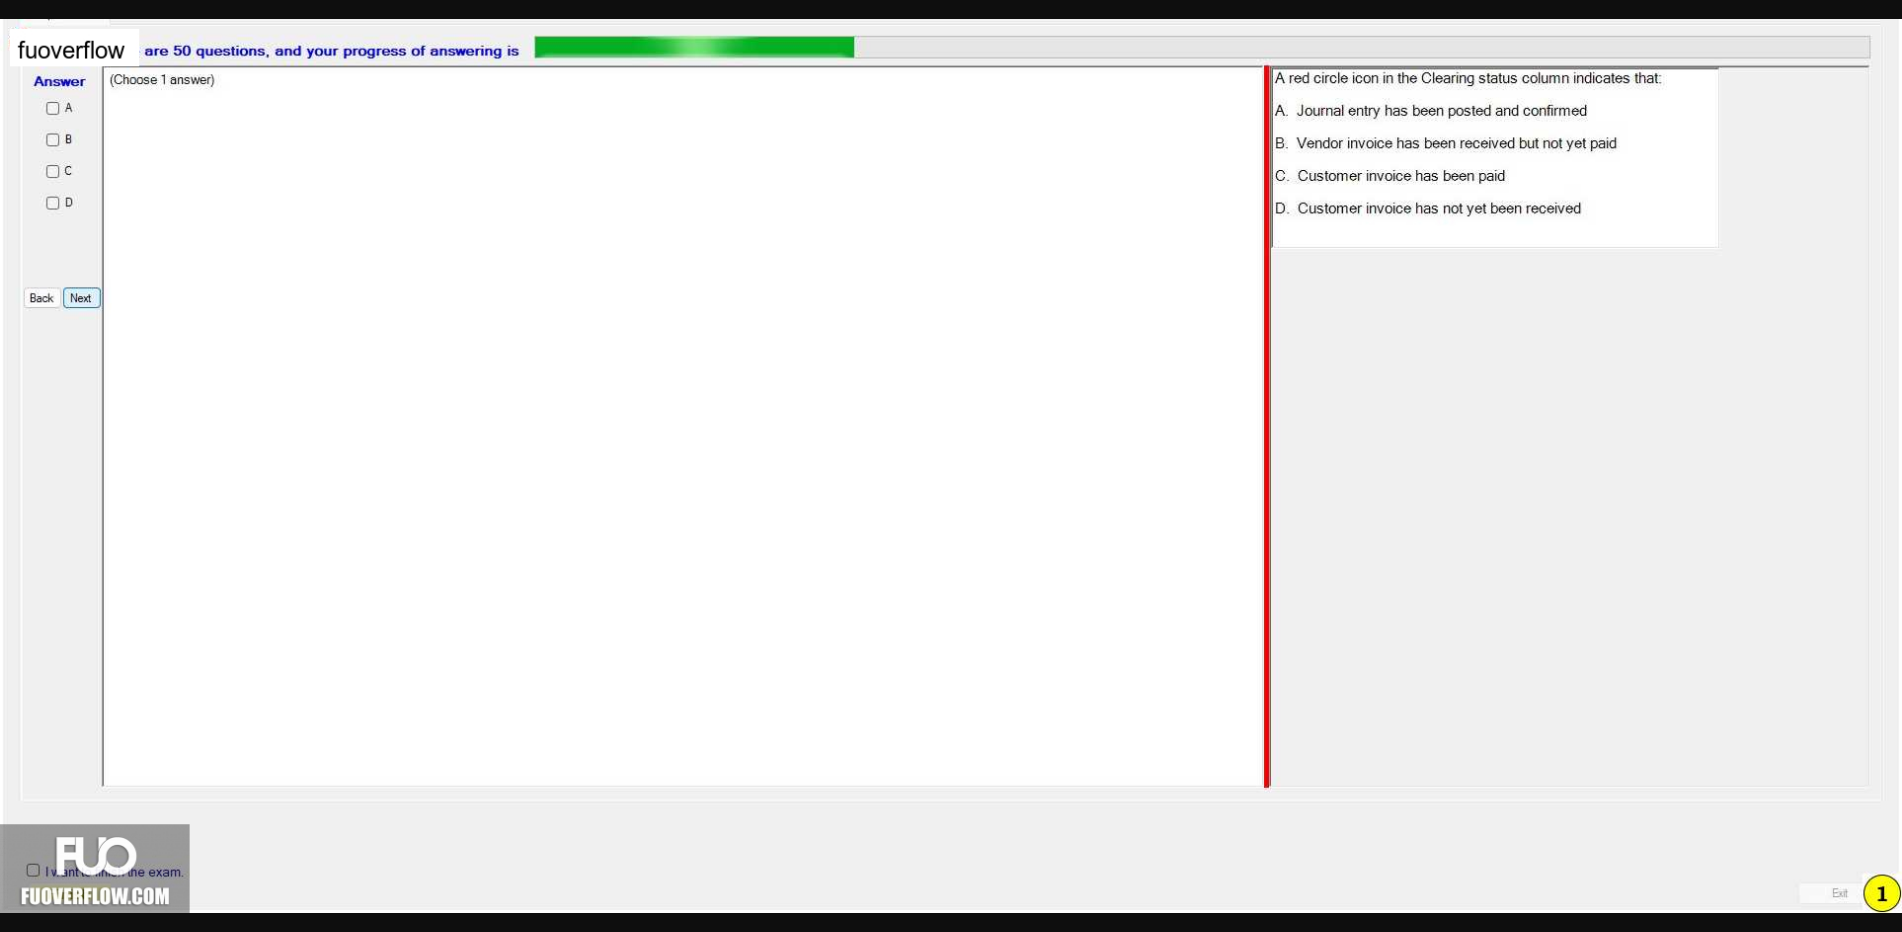 fuoverflow are 50 questions, and your progress of answering is
Answer
(Choose 1 answer)
A
B
C
D
Back Next
A red circle icon in the Clearing status column indicates that:
A. Journal entry has been posted and confirmed
B. Vendor invoice has been received but not yet paid
C. Customer invoice has been paid
D. Customer invoice has not yet been received
FUO
I want to finish the exam.
FUOVERFLOW.COM
Exit
1